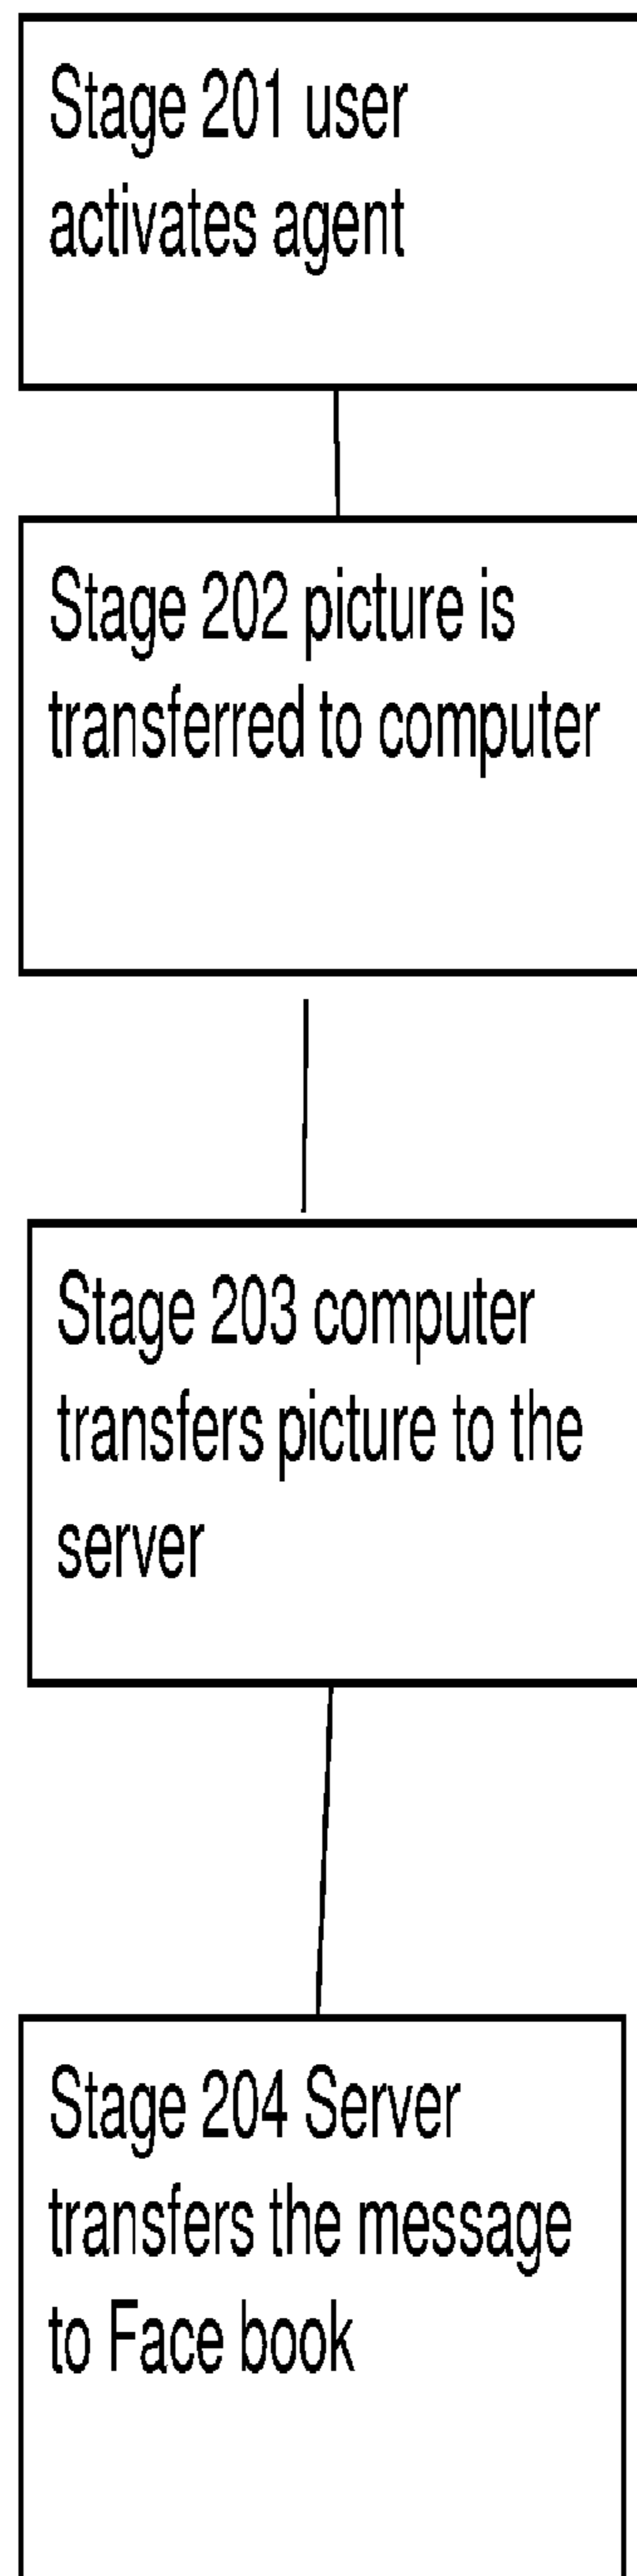 Stage 201 user
activates agent
Stage 202 picture is
transferred to computer
Stage 203 computer
transfers picture to the
server
Stage 204 Server
transfers the message
to Face book